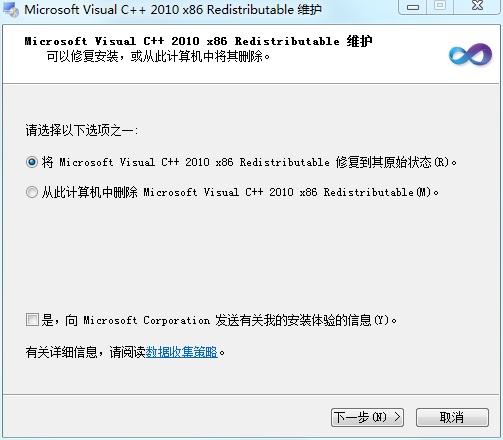 Microsoft Visual C++ 2010 x86 Redistributable 维护
Microsoft Visual C++ 2010 x86 Redistributable 维护
可以修复安装，或从此计算机中将其删除。
请选择以下选项之一:
将 Microsoft Visual C++ 2010 x86 Redistributable 修复到其原始状态(R)。
从此计算机中删除 Microsoft Visual C++ 2010 x86 Redistributable(M)。
是，向 Microsoft Corporation 发送有关我的安装体验的信息(Y)。
有关详细信息，请阅读数据收集策略。
下一步(N) > 取消